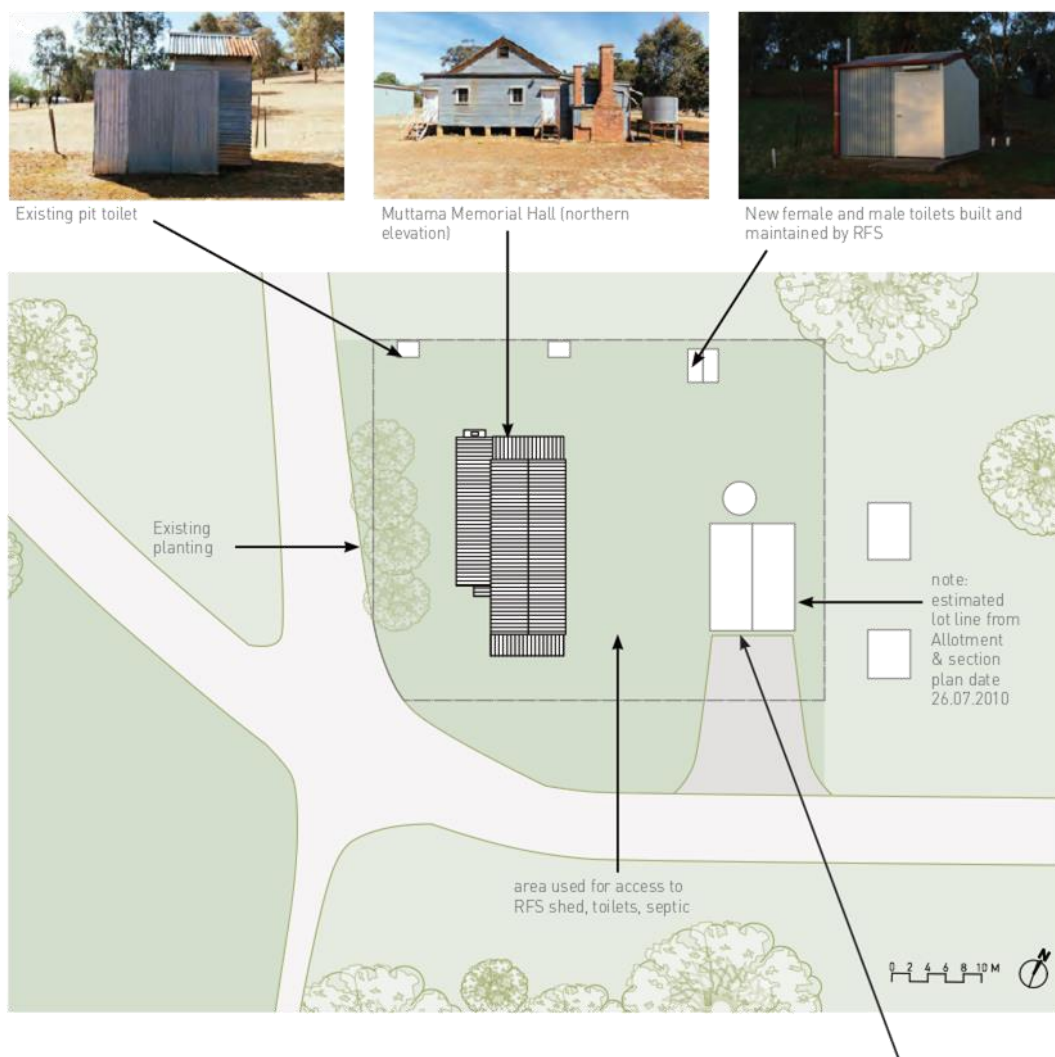 Existing pit toilet
Muttama Memorial Hall (northern
elevation)
New female and male toilets built and
maintained by RFS
Existing
planting
note:
estimated
lot line from
Allotment
& section
plan date
26.07.2010
area used for access to
RFS shed, toilets, septic
0 2 4 6 8 10 M
N